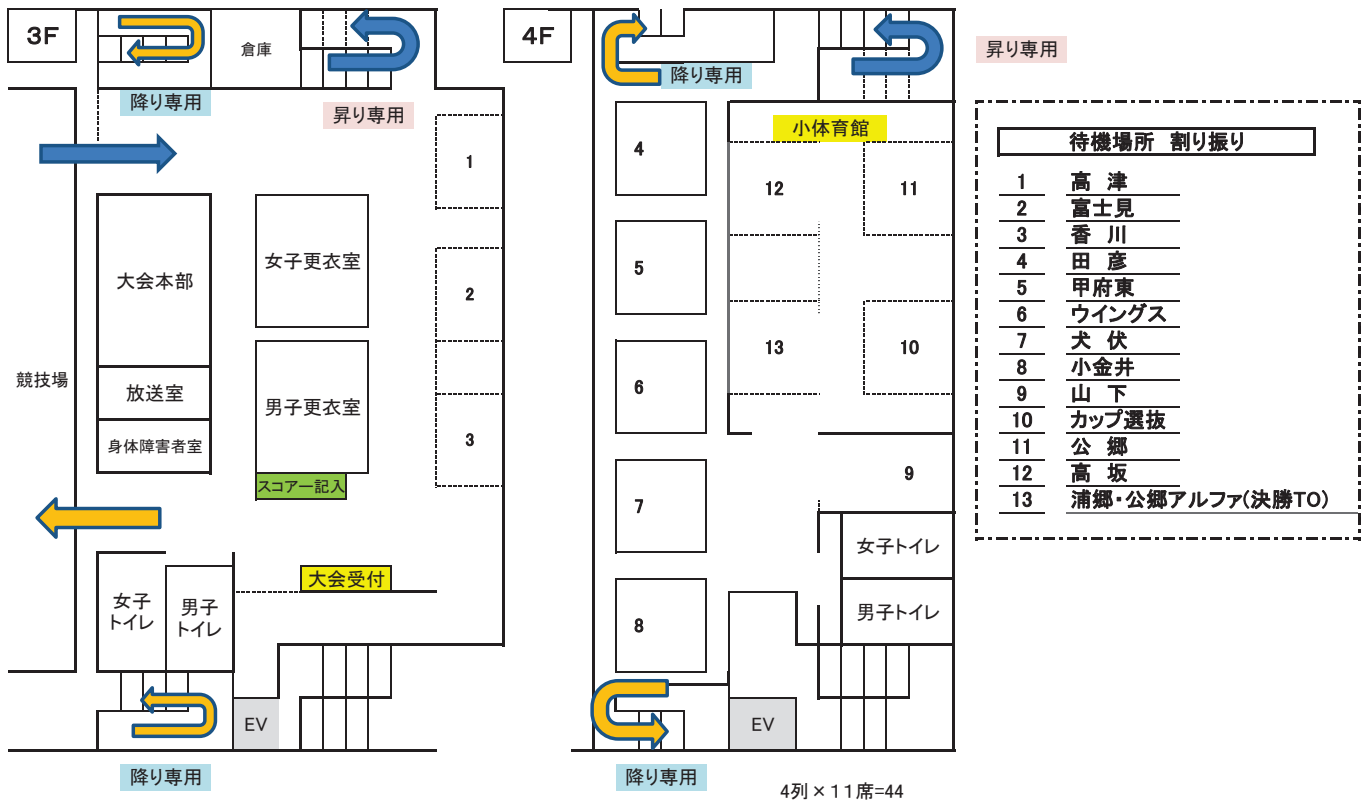 3F
倉庫
降り専用
昇り専用
1
大会本部
女子更衣室
2
競技場
放送室
男子更衣室
身体障害者室
3
スコアー記入
大会受付
女子
トイレ
男子
トイレ
EV
降り専用
4F
降り専用
昇り専用
小体育館
4
12
11
5
6
13
10
7
9
女子トイレ
8
男子トイレ
EV
降り専用
4列×11席=44
待機場所 割り振り
1 高 津
2 富士見
3 香 川
4 田 彦
5 甲府東
6 ウイングス
7 犬 伏
8 小金井
9 山 下
10 カップ選抜
11 公 郷
12 高 坂
13 浦郷・公郷アルファ(決勝TO)